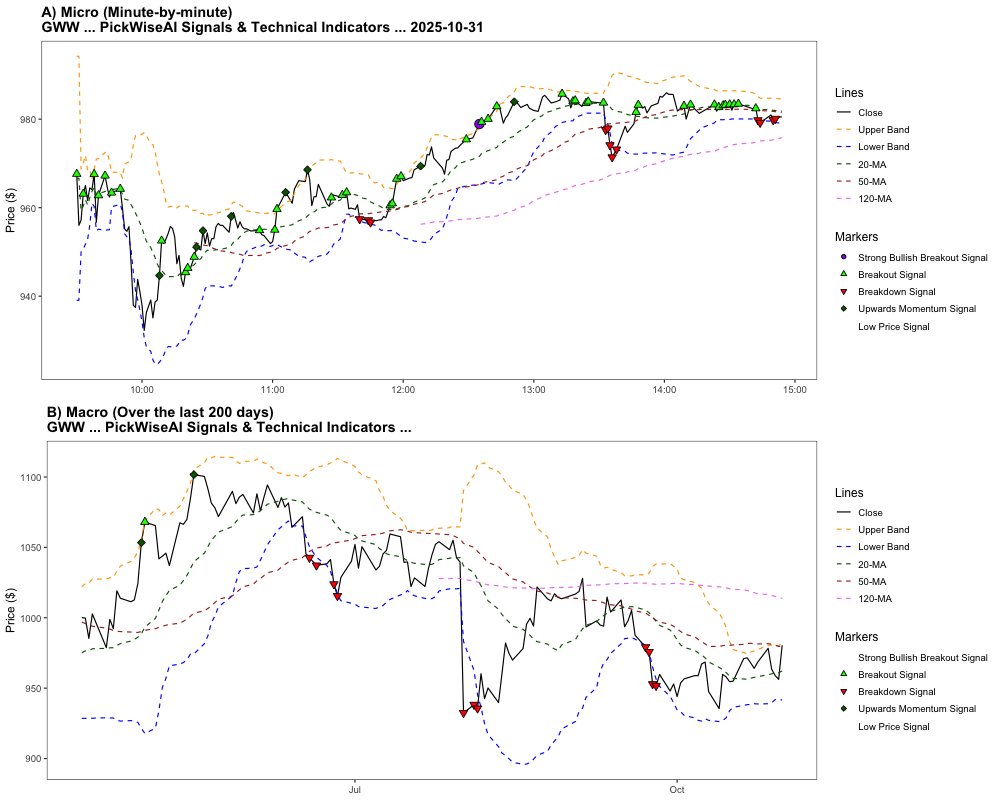 A) Micro (Minute-by-minute)
GWW ... PickWiseAI Signals & Technical Indicators ... 2025-10-31
Price ($)
980
960
940
10:00
11:00
12:00
13:00
14:00
15:00
Lines
Close
Upper Band
Lower Band
20-MA
50-MA
120-MA
Markers
Strong Bullish Breakout Signal
Breakout Signal
Breakdown Signal
Upwards Momentum Signal
Low Price Signal
B) Macro (Over the last 200 days)
GWW ... PickWiseAI Signals & Technical Indicators ...
Price ($)
1100
1050
1000
950
900
Jul
Oct
Lines
Close
Upper Band
Lower Band
20-MA
50-MA
120-MA
Markers
Strong Bullish Breakout Signal
Breakout Signal
Breakdown Signal
Upwards Momentum Signal
Low Price Signal